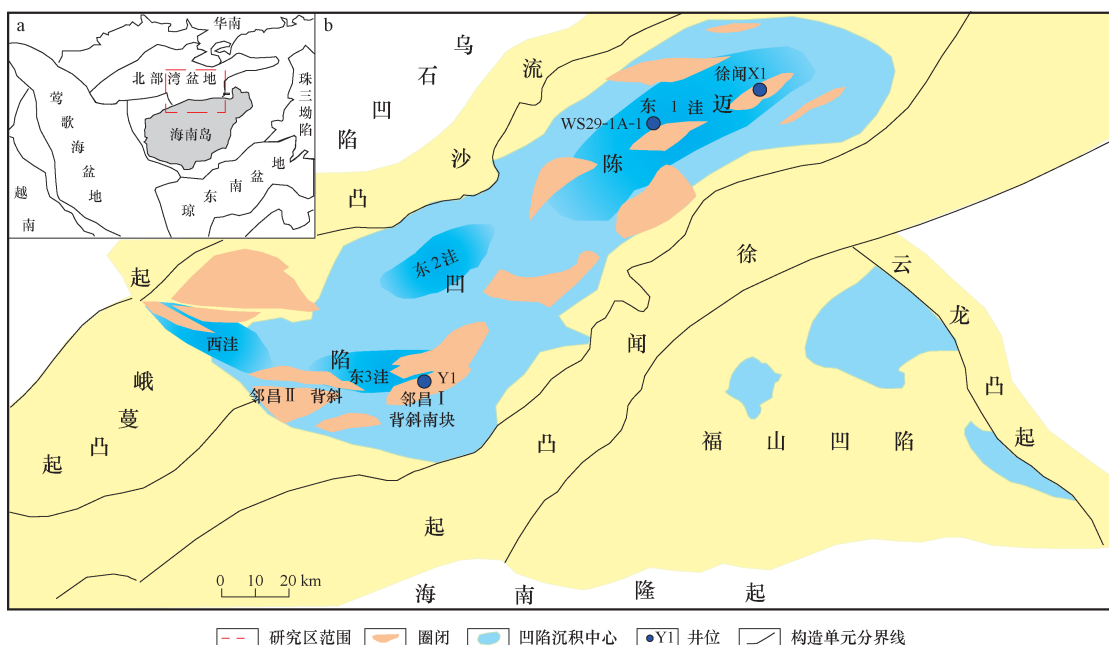 a
华南
北部湾盆地
珠三坳陷
莺歌海盆地
海南岛
越南
琼东南盆地
b
乌石凹陷
流沙凸起
徐闻X1
东1洼
WS29-1A-1
迈陈凹陷
东2洼
西洼
东3洼
Y1
邻昌Ⅱ 背斜
邻昌Ⅰ
背斜南块
峨蔓凸起
徐闻凸起
云龙凸起
福山凹陷
海南隆起
0 10 20 km
研究区范围
圈闭
凹陷沉积中心
Y1 井位
构造单元分界线